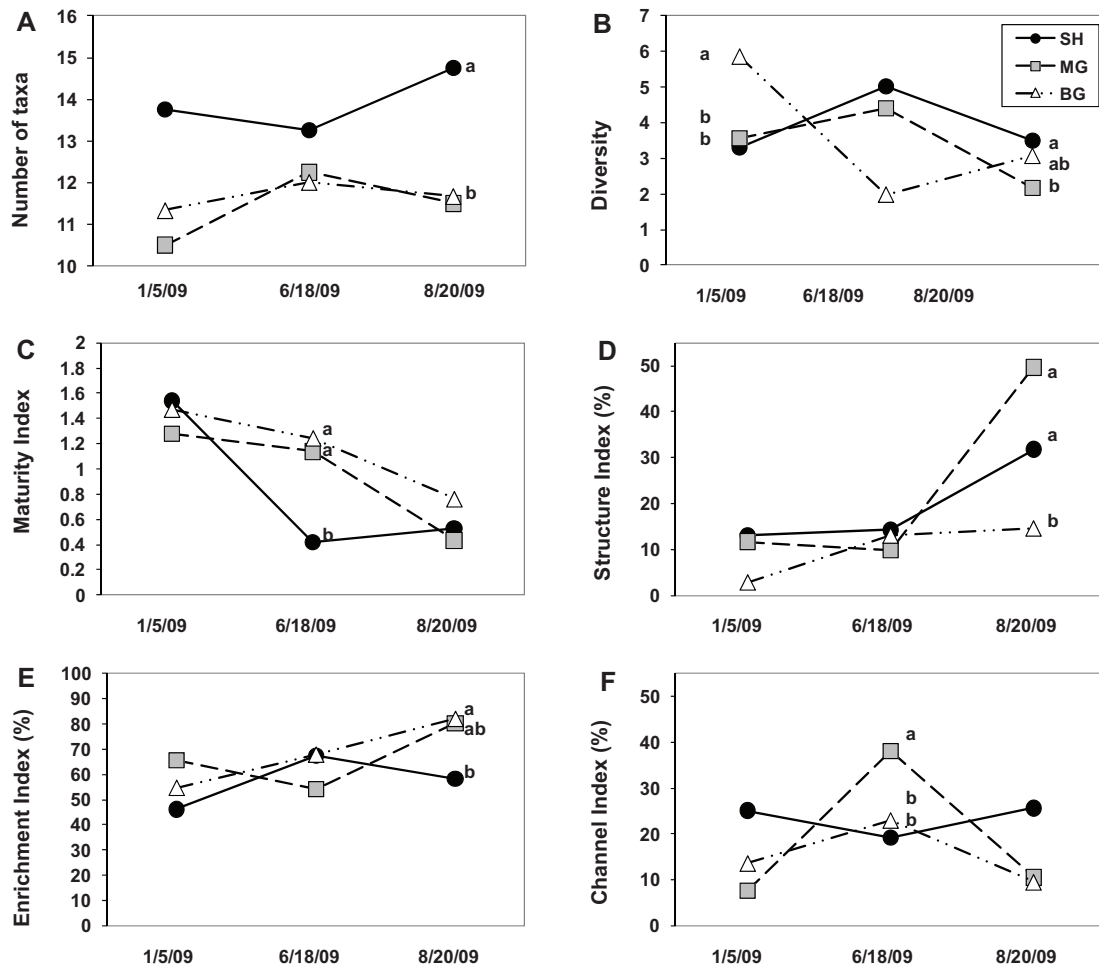 A
Number of taxa
16
15
14
13
12
11
10
a
b
1/5/09 6/18/09 8/20/09
B
Diversity
7
6
5
4
3
2
1
0
SH
MG
BG
a
b
b
a
ab
b
1/5/09 6/18/09 8/20/09
C
Maturity Index
2
1.8
1.6
1.4
1.2
1
0.8
0.6
0.4
0.2
0
a
a
b
1/5/09 6/18/09 8/20/09
D
Structure Index (%)
50
40
30
20
10
0
a
a
b
1/5/09 6/18/09 8/20/09
E
Enrichment Index (%)
100
90
80
70
60
50
40
30
20
10
0
a
ab
b
1/5/09 6/18/09 8/20/09
F
Channel Index (%)
50
40
30
20
10
0
a
b
b
1/5/09 6/18/09 8/20/09